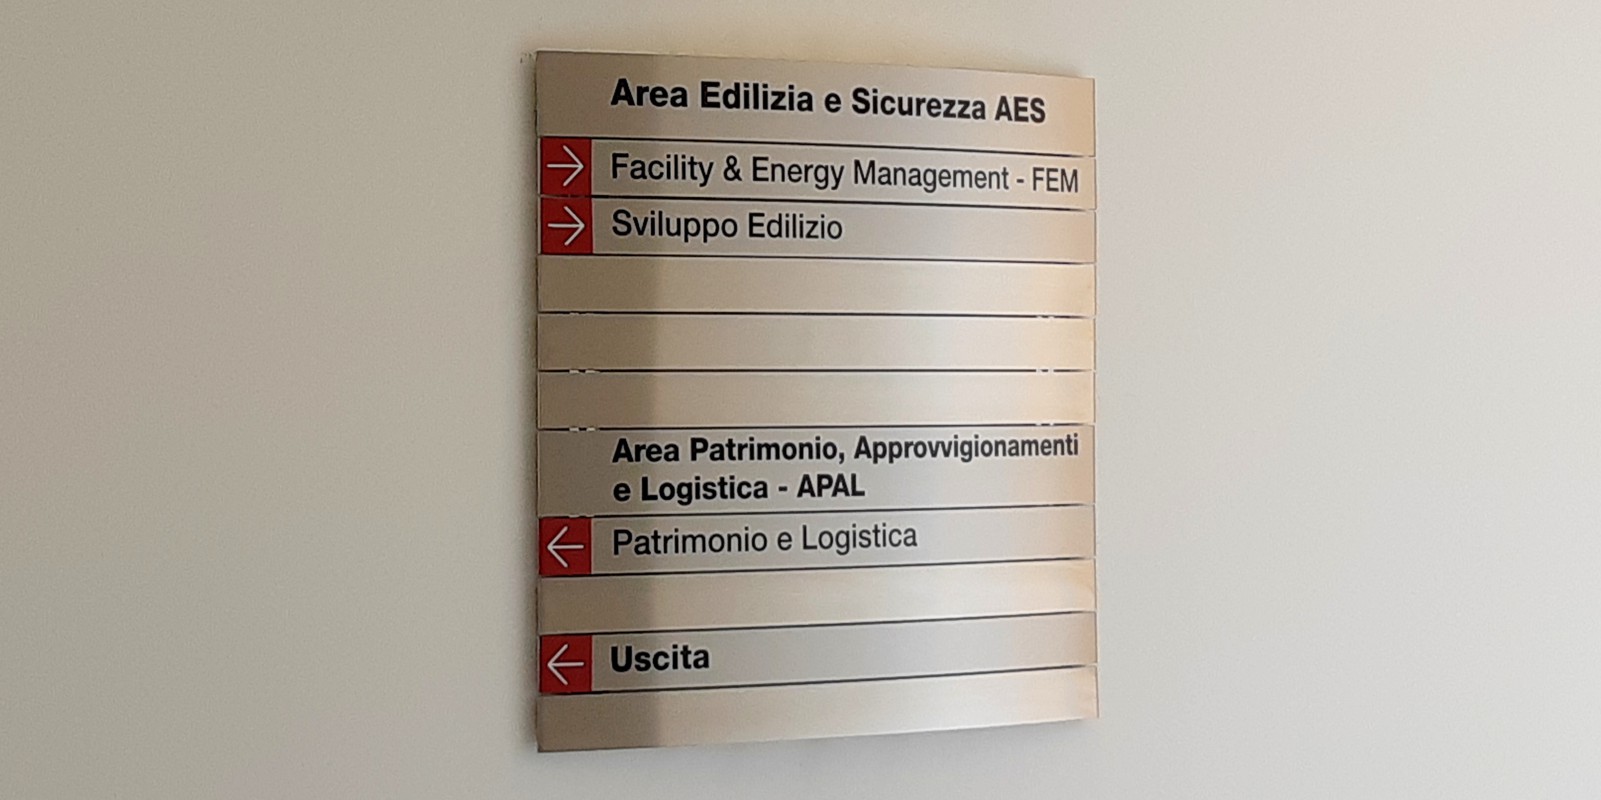 Area Edilizia e Sicurezza AES
Facility & Energy Management - FEM
Sviluppo Edilizio
Area Patrimonio, Approvvigionamenti
e Logistica - APAL
Patrimonio e Logistica
Uscita